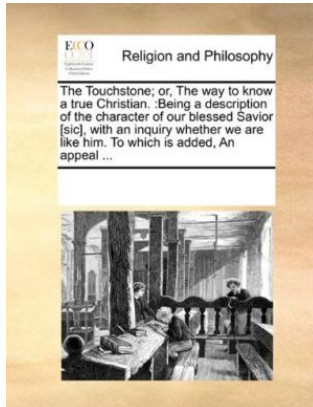 ECCO
Religion and Philosophy
The Touchstone; or, The way to know
a true Christian. :Being a description
of the character of our blessed Savior
[sic], with an inquiry whether we are
like him. To which is added, An
appeal ...